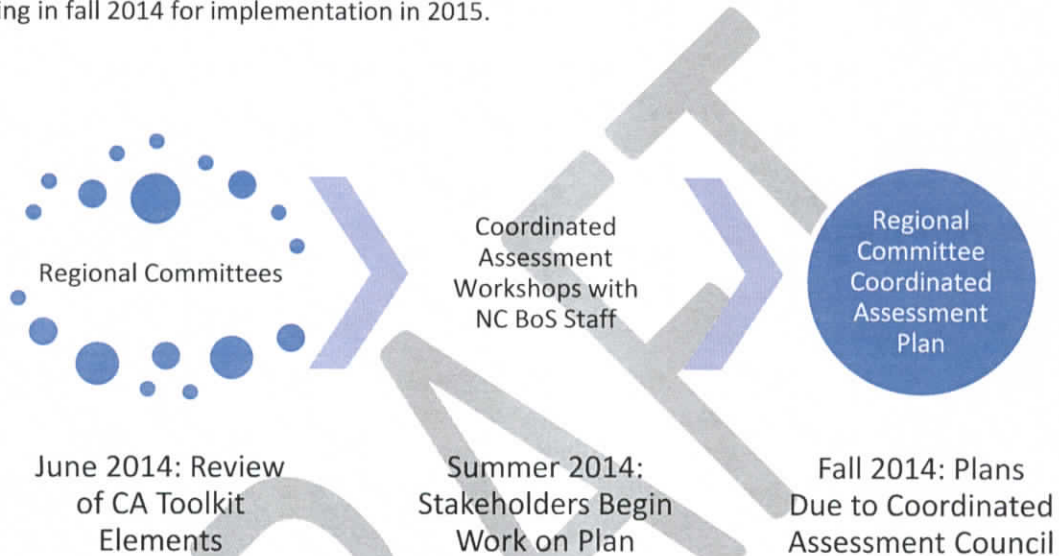 ing in fall 2014 for implementation in 2015.
Regional Committees
Coordinated
Assessment
Workshops with
NC BoS Staff
Regional
Committee
Coordinated
Assessment
Plan
June 2014: Review
of CA Toolkit
Elements
Summer 2014:
Stakeholders Begin
Work on Plan
Fall 2014: Plans
Due to Coordinated
Assessment Council
DRAFT